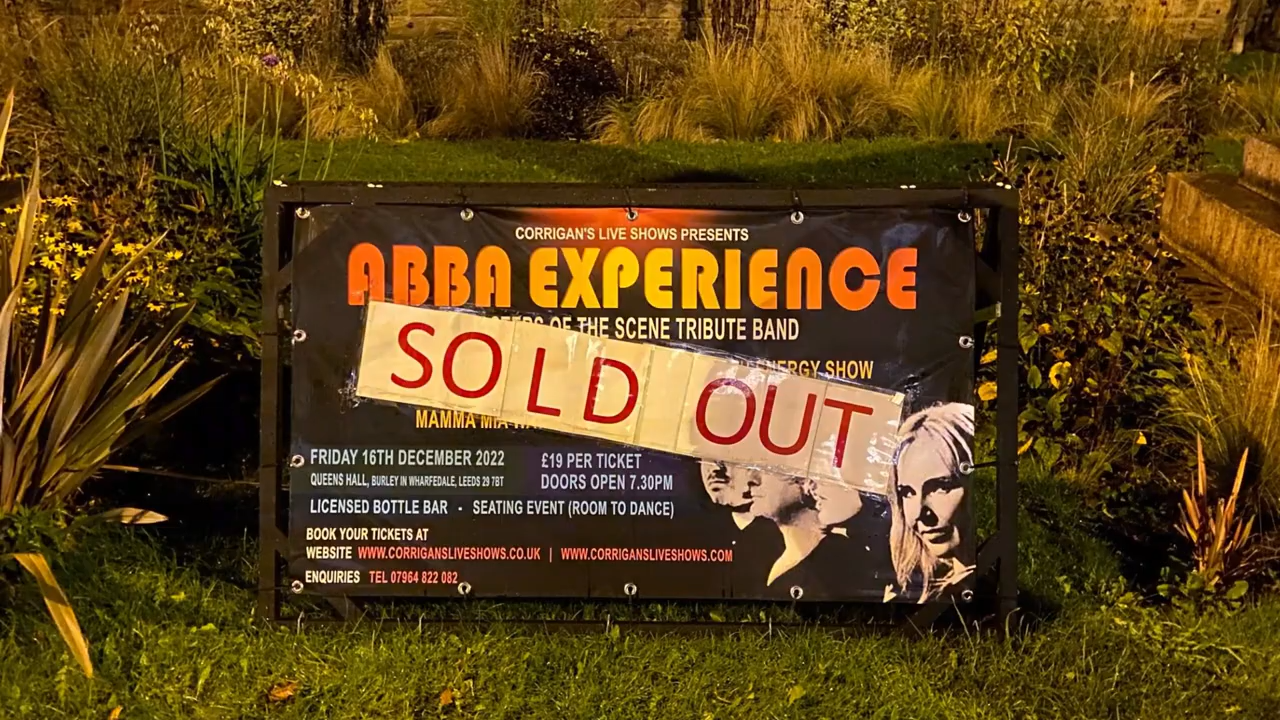 CORRIGAN'S LIVE SHOWS PRESENTS
ABBA EXPERIENCE
OF THE SCENE TRIBUTE BAND
SOLD OUT
SHOW
MAMMA MIA
FRIDAY 16TH DECEMBER 2022
QUEENS HALL, BURLEY IN WHARFEDALE, LEEDS 29 7BT
£19 PER TICKET
DOORS OPEN 7.30PM
LICENSED BOTTLE BAR - SEATING EVENT (ROOM TO DANCE)
BOOK YOUR TICKETS AT
WEBSITE WWW.CORRIGANSLIVESHOWS.CO.UK | WWW.CORRIGANSLIVESHOWS.COM
ENQUIRIES TEL 07964 822 082